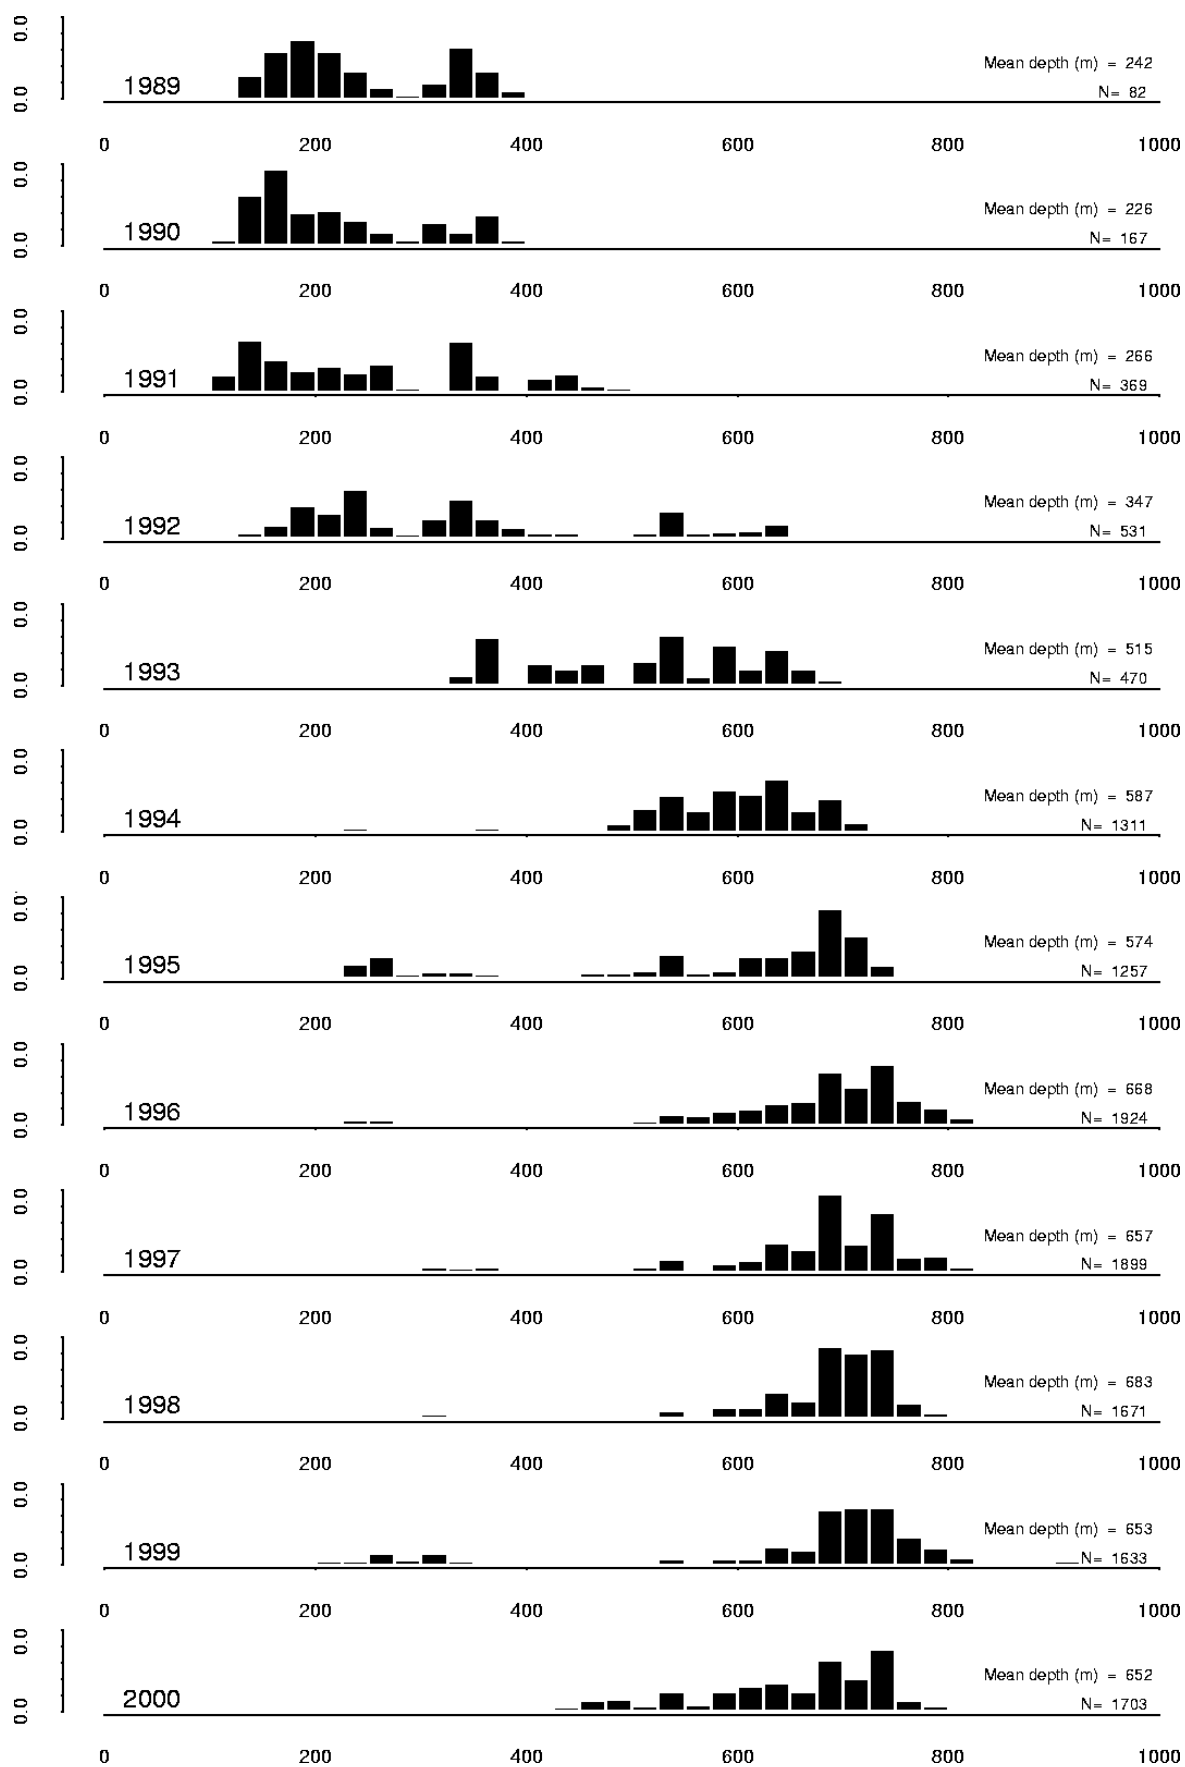 0.0
Mean depth (m) = 242
1989
N= 82
0.0
0 200 400 600 800 1000
0.0
Mean depth (m) = 226
1990
N= 167
0.0
0 200 400 600 800 1000
0.0
Mean depth (m) = 266
1991
N= 369
0.0
0 200 400 600 800 1000
0.0
Mean depth (m) = 347
1992
N= 531
0.0
0 200 400 600 800 1000
0.0
Mean depth (m) = 515
1993
N= 470
0.0
0 200 400 600 800 1000
0.0
Mean depth (m) = 587
1994
N= 1311
0.0
0 200 400 600 800 1000
0.0
Mean depth (m) = 574
1995
N= 1257
0.0
0 200 400 600 800 1000
0.0
Mean depth (m) = 668
1996
N= 1924
0.0
0 200 400 600 800 1000
0.0
Mean depth (m) = 657
1997
N= 1899
0.0
0 200 400 600 800 1000
0.0
Mean depth (m) = 683
1998
N= 1671
0.0
0 200 400 600 800 1000
0.0
Mean depth (m) = 653
1999
N= 1633
0.0
0 200 400 600 800 1000
0.0
Mean depth (m) = 652
2000
N= 1703
0.0
0 200 400 600 800 1000